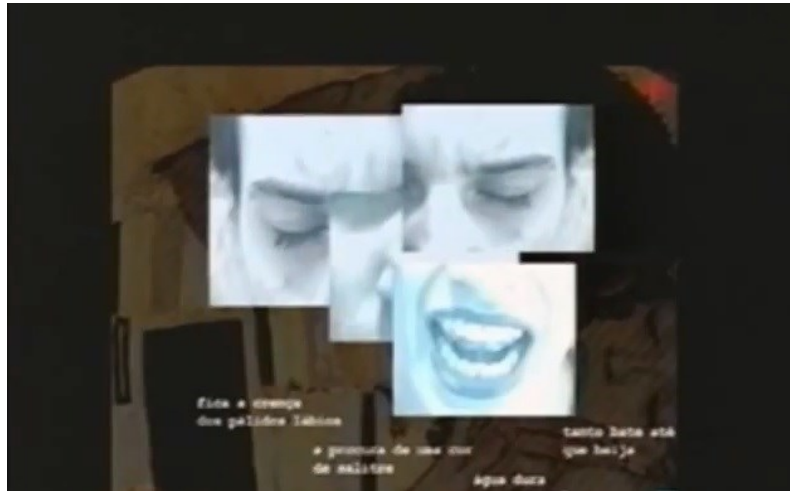 fica a crença
dos pálidos lábios
a procura de uma cor
de salitre
tanto bate até
que beija
água dura